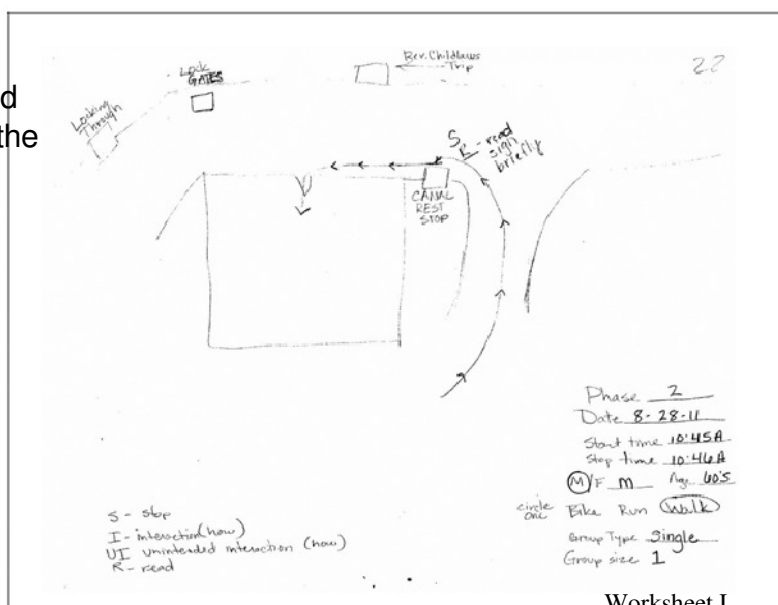 d
the
22
Ben Childlaws
Trip
Lock
GATES
Locking
Through
S
R - read
sign
briefly
CANAL
REST
STOP
Phase 2
Date 8-28-11
Start time 10:45A
Stop time 10:46A
M/F M Age 60's
circle
one
Bike Run Walk
Group Type Single
Group size 1
S - stop
I - interaction (how)
UI unintended interaction (how)
R - read
Worksheet I